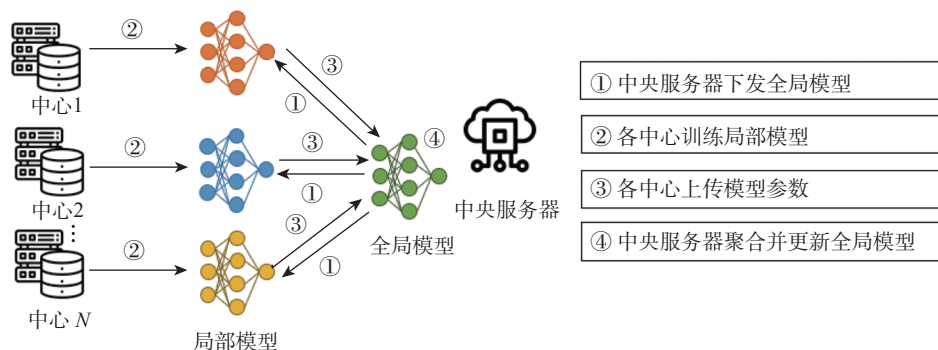 ②
中心1
③
①
②
中心2
⋮
③
①
④
中央服务器
全局模型
②
中心 N
③
①
局部模型
① 中央服务器下发全局模型
② 各中心训练局部模型
③ 各中心上传模型参数
④ 中央服务器聚合并更新全局模型